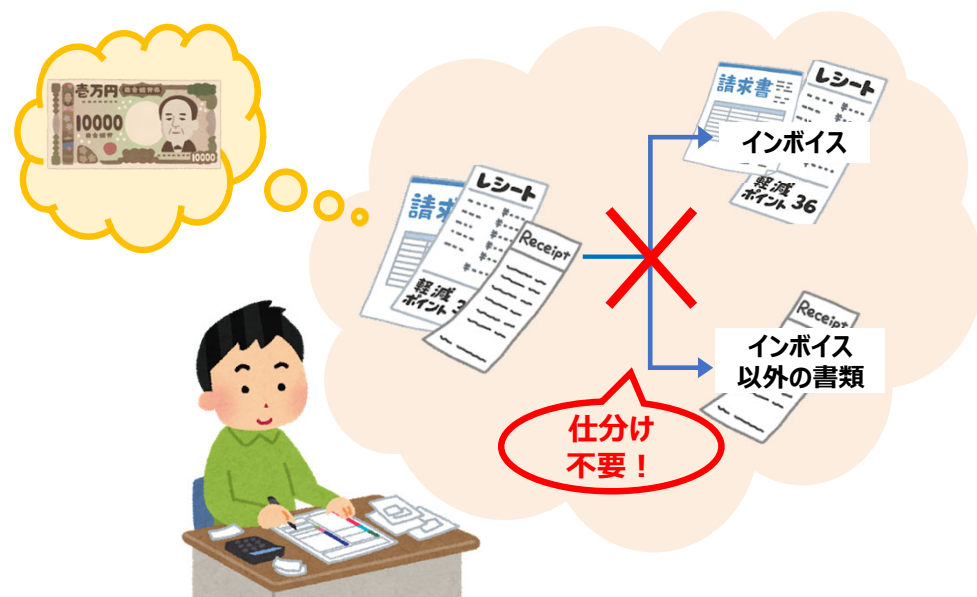 壱万円
10000
10000
レシート
請求
Receipt
軽減
ポイント 3
請求書
レシート
インボイス
軽減
ポイント 36
Receipt
インボイス
以外の書類
仕分け
不要！